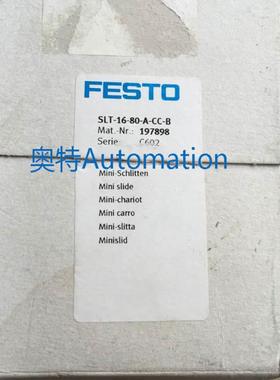 FESTO
SLT-16-80-A-CC-B
Mat.-Nr.: 197898
Serie: C602
奥特Automation
Mini-Schlitten
Mini slide
Mini-chariot
Mini carro
Mini-slitta
Minislid